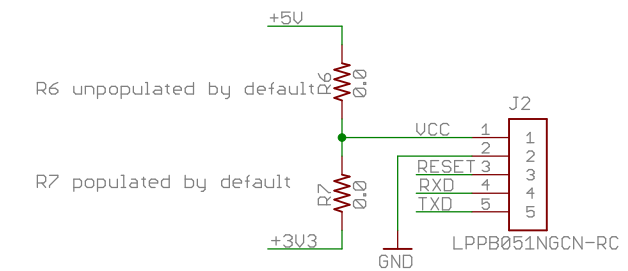 +5V
R6 unpopulated by default
R6
0.0
J2
VCC 1 1
2 2
RESET 3 3
RXD 4 4
TXD 5 5
R7 populated by default
R7
0.0
+3V3
GND
LPPB051NGCN-RC